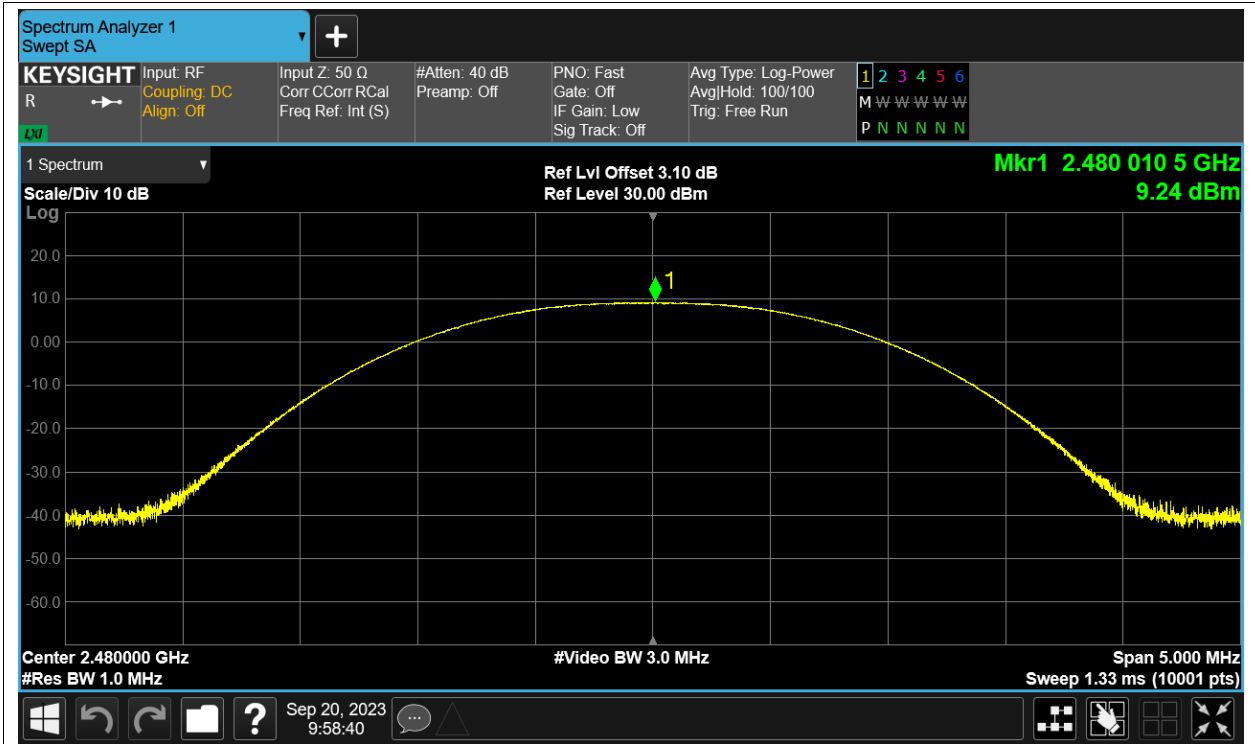 Spectrum Analyzer 1
Swept SA
KEYSIGHT
R
LXI
Input: RF
Coupling: DC
Align: Off
Input Z: 50 Ω
Corr CCorr RCal
Freq Ref: Int (S)
#Atten: 40 dB
Preamp: Off
PNO: Fast
Gate: Off
IF Gain: Low
Sig Track: Off
Avg Type: Log-Power
Avg|Hold: 100/100
Trig: Free Run
1 2 3 4 5 6
M W W W W W
P N N N N N
1 Spectrum
Scale/Div 10 dB
Log
Ref Lvl Offset 3.10 dB
Ref Level 30.00 dBm
Mkr1 2.480 010 5 GHz
9.24 dBm
1
20.0
10.0
0.00
-10.0
-20.0
-30.0
-40.0
-50.0
-60.0
Center 2.480000 GHz
#Video BW 3.0 MHz
Span 5.000 MHz
#Res BW 1.0 MHz
Sweep 1.33 ms (10001 pts)
?
Sep 20, 2023
9:58:40